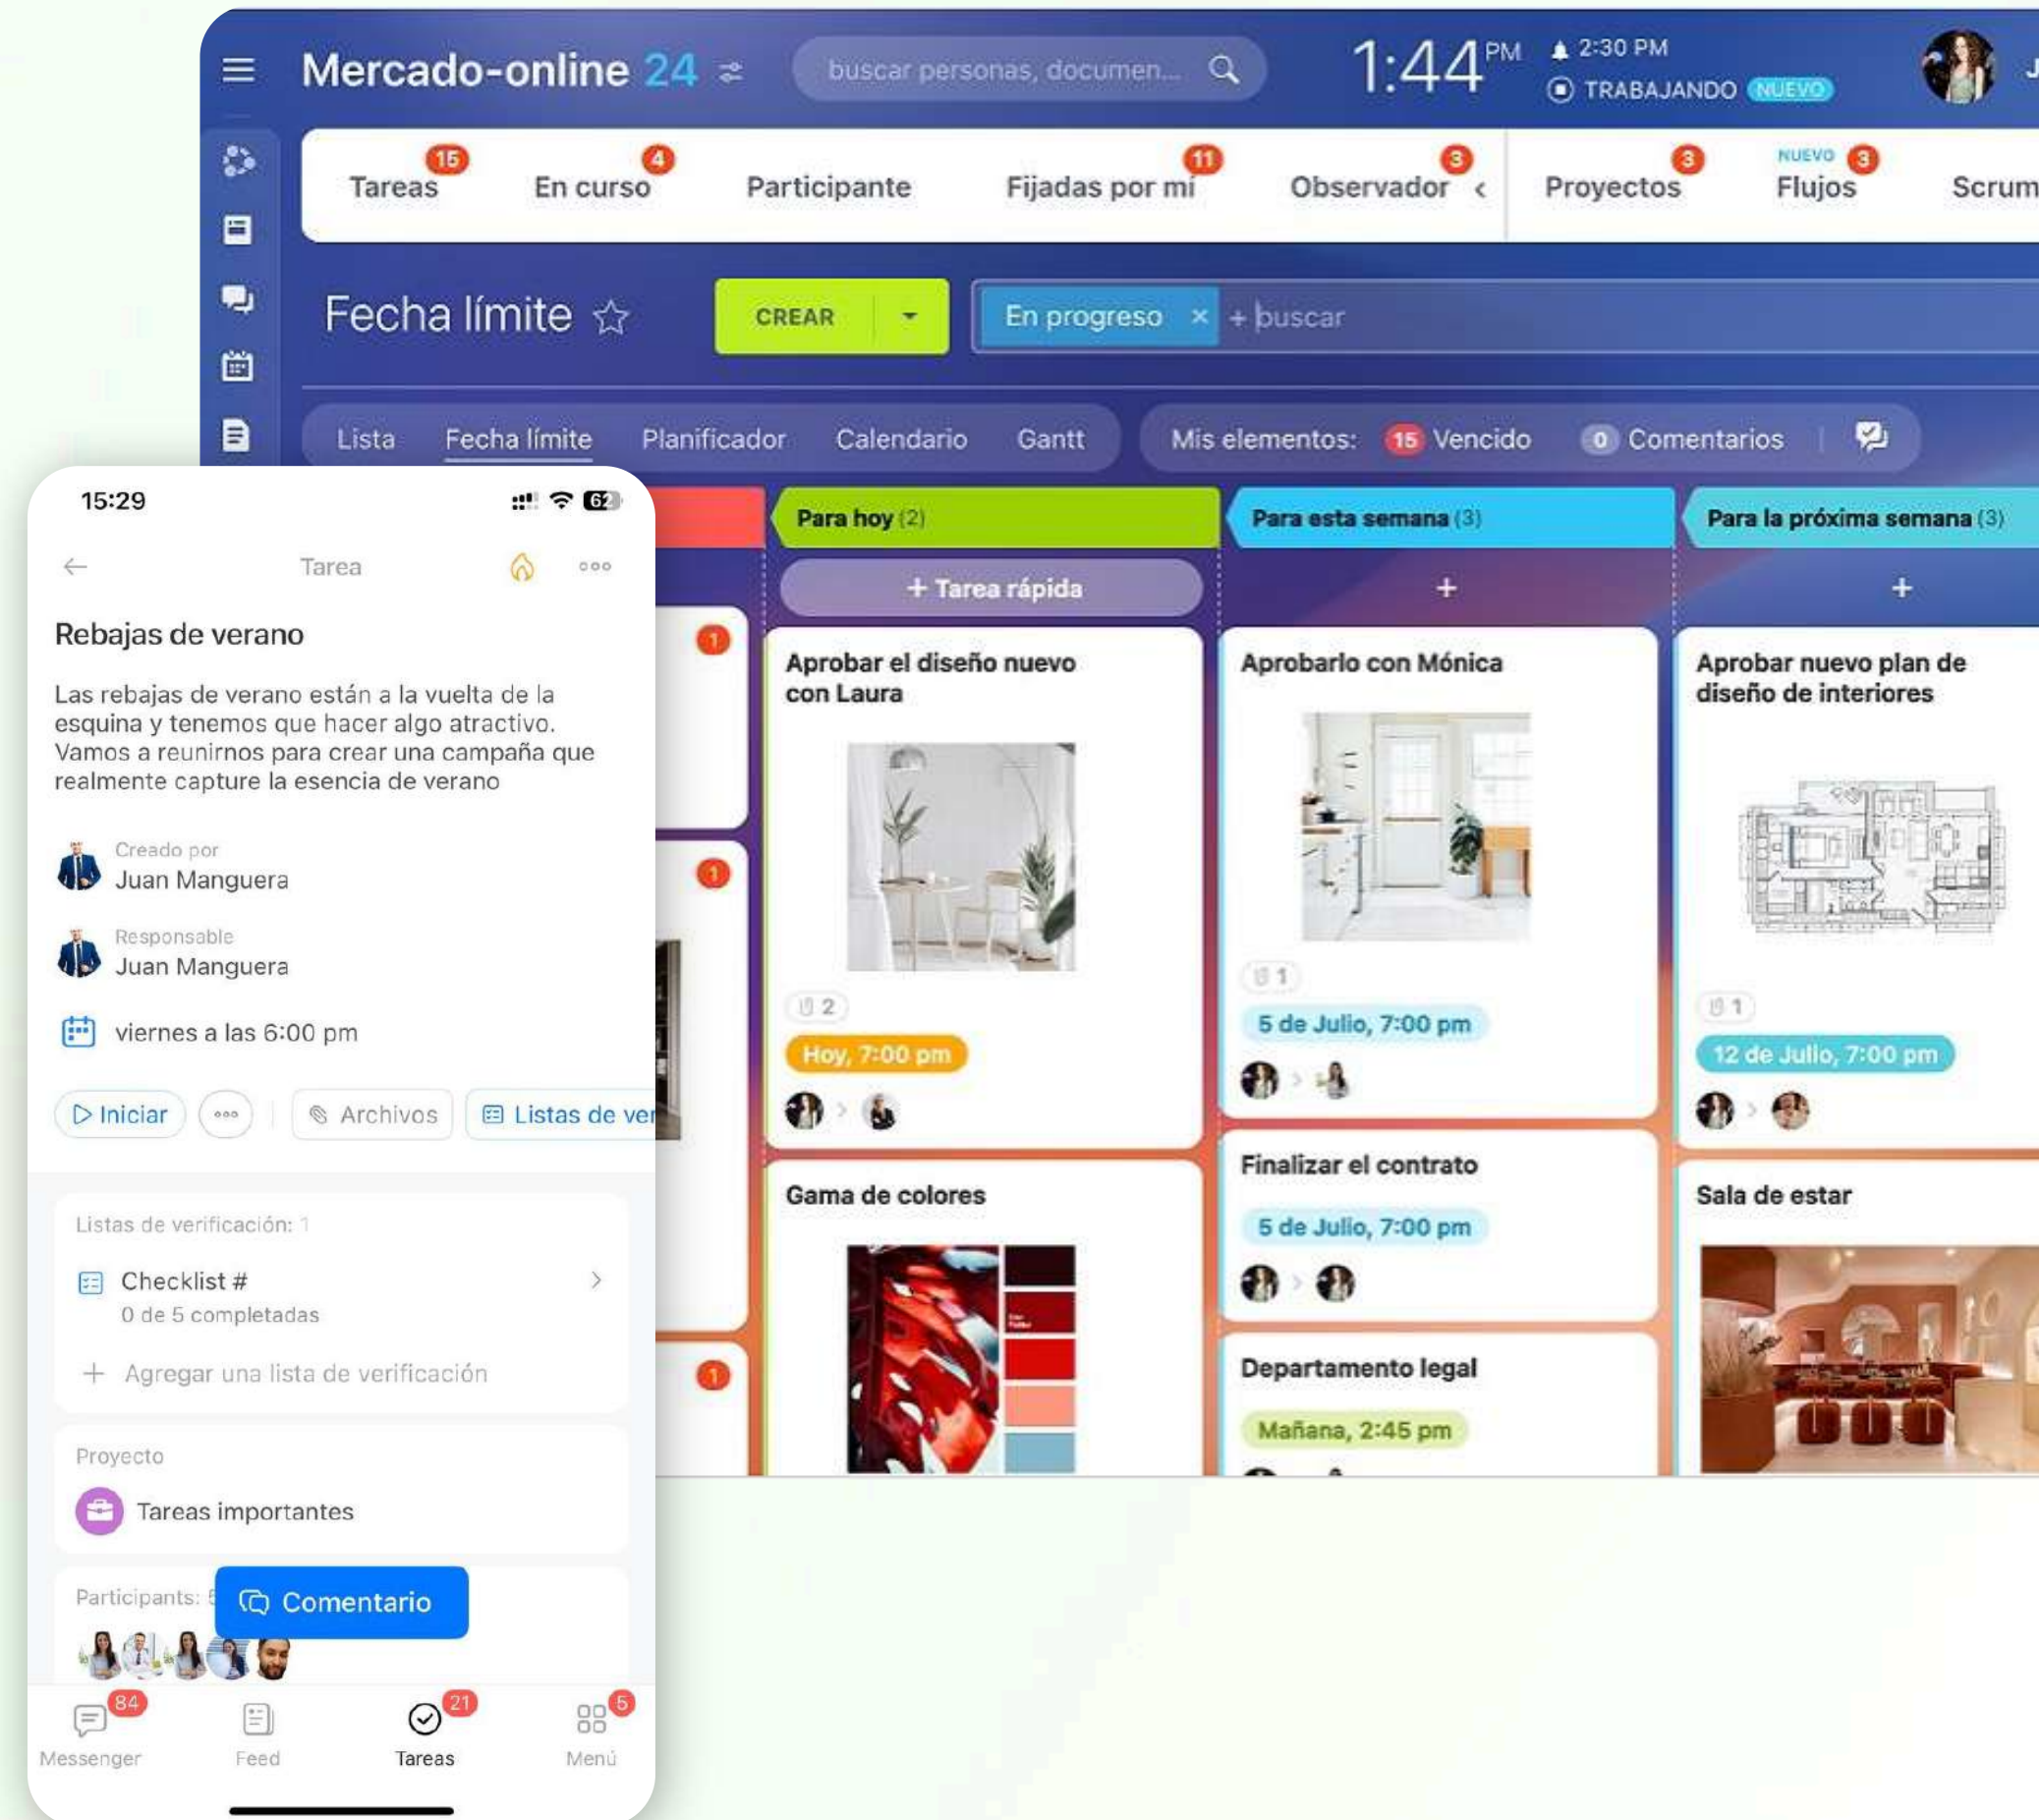 Mercado-online 24
buscar personas, documen...
1:44 PM
2:30 PM
TRABAJANDO NUEVO
J
Tareas 15
En curso 4
Participante
Fijadas por mí 11
Observador 3
Proyectos 3
NUEVO
Flujos 3
Scrum
Fecha límite
CREAR
En progreso × + buscar
Lista Fecha límite Planificador Calendario Gantt
Mis elementos: 15 Vencido 0 Comentarios
Para hoy (2)
+ Tarea rápida
Aprobar el diseño nuevo
con Laura
2
Hoy, 7:00 pm
Gama de colores
Para esta semana (3)
+
Aprobarlo con Mónica
1
5 de Julio, 7:00 pm
Finalizar el contrato
5 de Julio, 7:00 pm
Departamento legal
Mañana, 2:45 pm
Para la próxima semana (3)
+
Aprobar nuevo plan de
diseño de interiores
1
12 de Julio, 7:00 pm
Sala de estar
1
1
1
15:29
62
Tarea
Rebajas de verano
Las rebajas de verano están a la vuelta de la
esquina y tenemos que hacer algo atractivo.
Vamos a reunirnos para crear una campaña que
realmente capture la esencia de verano
Creado por
Juan Manguera
Responsable
Juan Manguera
viernes a las 6:00 pm
Iniciar
Archivos
Listas de ver
Listas de verificación: 1
Checklist #
0 de 5 completadas
+ Agregar una lista de verificación
Proyecto
Tareas importantes
Participants:
Comentario
84
Messenger
Feed
21
Tareas
5
Menú